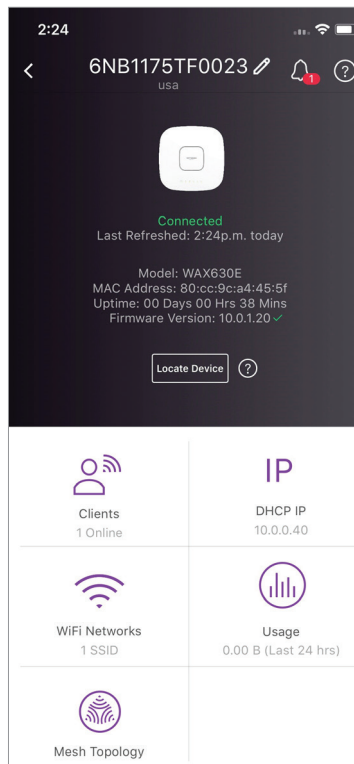 2:24
6NB1175TF0023
usa
1
?
Connected
Last Refreshed: 2:24p.m. today
Model: WAX630E
MAC Address: 80:cc:9c:a4:45:5f
Uptime: 00 Days 00 Hrs 38 Mins
Firmware Version: 10.0.1.20
Locate Device ?
Clients
1 Online
IP
DHCP IP
10.0.0.40
WiFi Networks
1 SSID
Usage
0.00 B (Last 24 hrs)
Mesh Topology